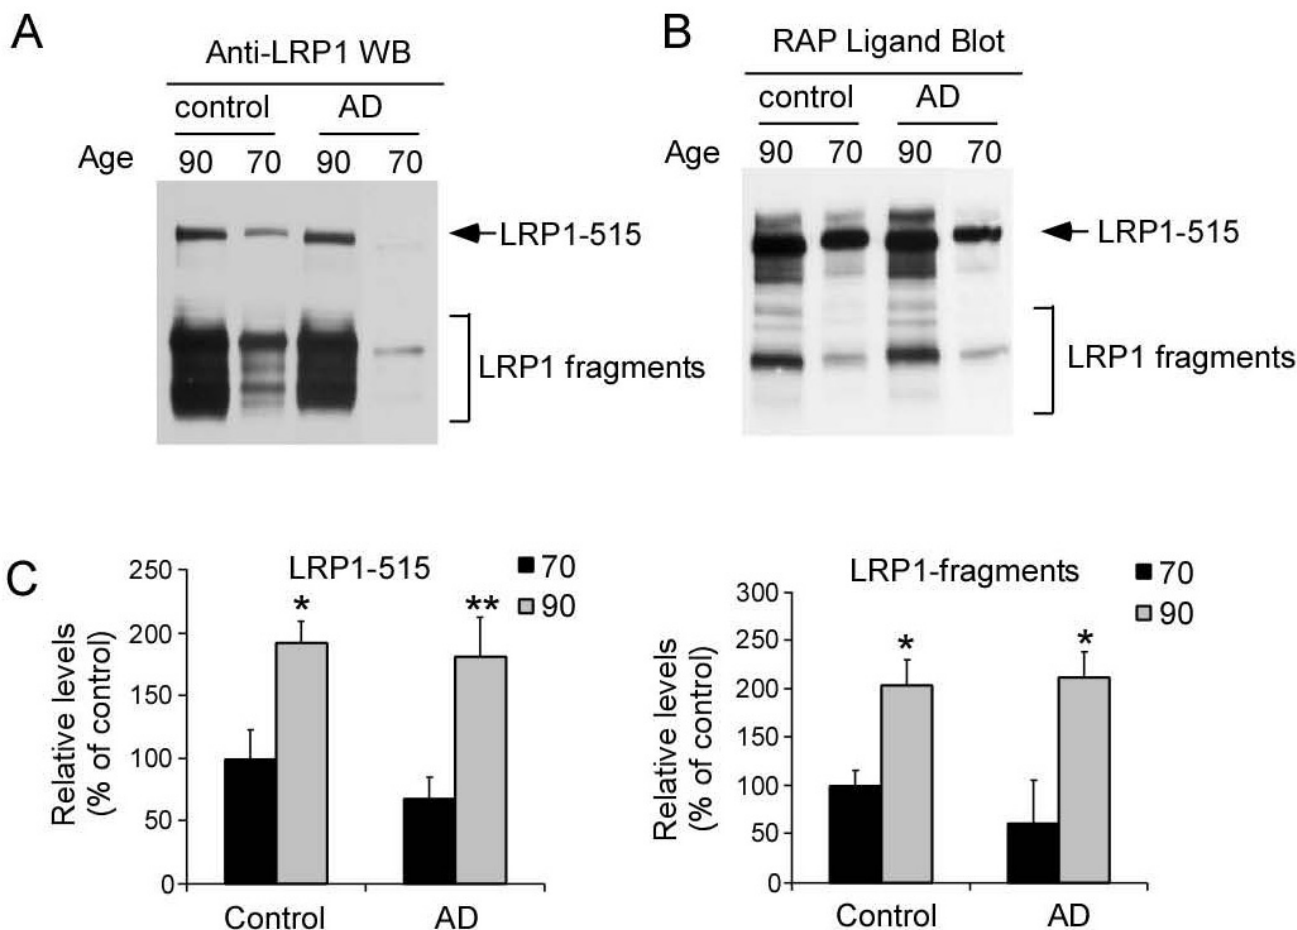 A
Anti-LRP1 WB
control AD
Age 90 70 90 70
LRP1-515
LRP1 fragments
B
RAP Ligand Blot
control AD
Age 90 70 90 70
LRP1-515
LRP1 fragments
C
LRP1-515
70
90
Relative levels
(% of control)
250
200
150
100
50
0
* **
Control AD
LRP1-fragments
70
90
Relative levels
(% of control)
300
250
200
150
100
50
0
* *
Control AD